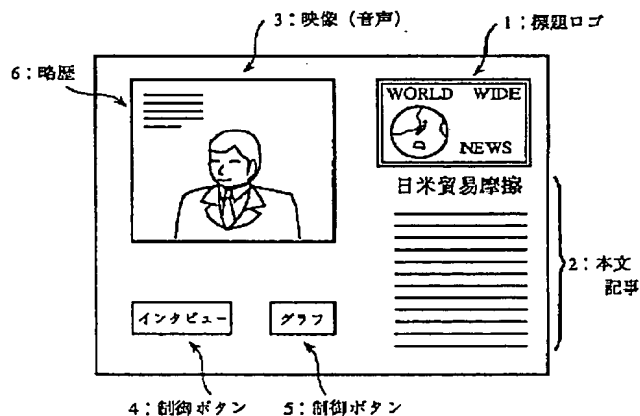 3：映像（音声）
1：標題ロゴ
6：略歴
WORLD WIDE
NEWS
日米貿易摩擦
2：本文
記事
インタビュー
グラフ
4：制御ボタン
5：制御ボタン